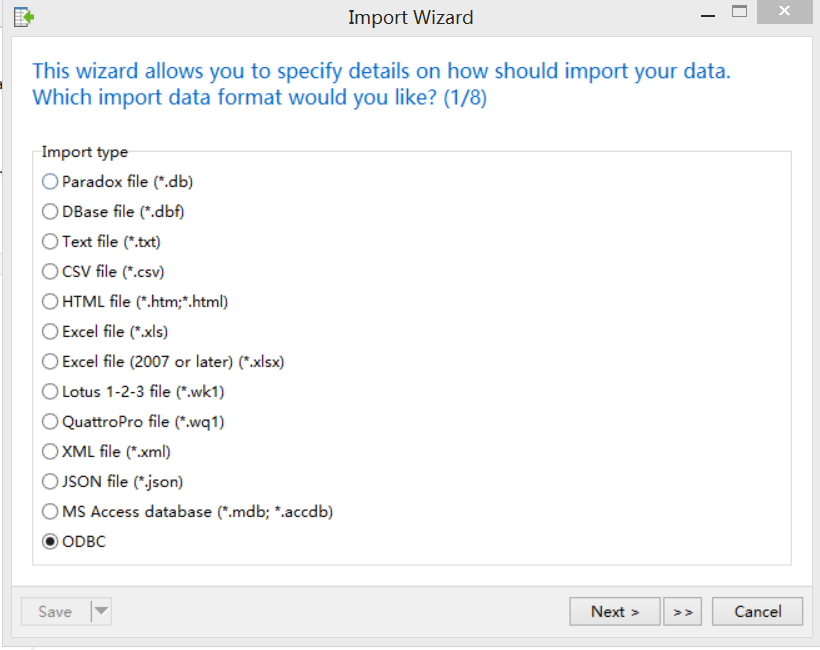 Import Wizard
This wizard allows you to specify details on how should import your data.
Which import data format would you like? (1/8)
Import type
Paradox file (*.db)
DBase file (*.dbf)
Text file (*.txt)
CSV file (*.csv)
HTML file (*.htm;*.html)
Excel file (*.xls)
Excel file (2007 or later) (*.xlsx)
Lotus 1-2-3 file (*.wk1)
QuattroPro file (*.wq1)
XML file (*.xml)
JSON file (*.json)
MS Access database (*.mdb; *.accdb)
ODBC
Save Next > >> Cancel